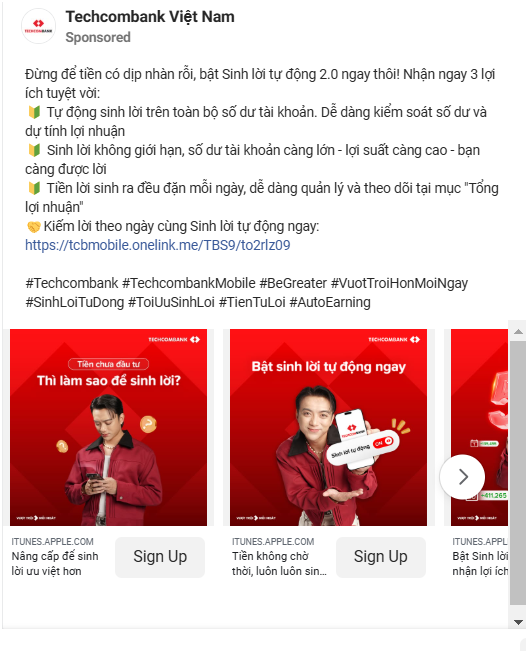 Techcombank Việt Nam
Sponsored
Đừng để tiền có dịp nhàn rỗi, bật Sinh lời tự động 2.0 ngay thôi! Nhận ngay 3 lợi
ích tuyệt vời:
🔰 Tự động sinh lời trên toàn bộ số dư tài khoản. Dễ dàng kiểm soát số dư và
dự tính lợi nhuận
🔰 Sinh lời không giới hạn, số dư tài khoản càng lớn - lợi suất càng cao - bạn
càng được lời
🔰 Tiền lời sinh ra đều đặn mỗi ngày, dễ dàng quản lý và theo dõi tại mục "Tổng
lợi nhuận"
🤝Kiếm lời theo ngày cùng Sinh lời tự động ngay:
https://tcbmobile.onelink.me/TBS9/to2rlz09
#Techcombank #TechcombankMobile #BeGreater #VuotTroiHonMoiNgay
#SinhLoiTuDong #ToiUuSinhLoi #TienTuLoi #AutoEarning
TECHCOMBANK
Tiền chưa đầu tư
Thì làm sao để sinh lời?
VƯỢT TRỘI MỖI NGÀY
ITUNES.APPLE.COM
Nâng cấp để sinh
lời ưu việt hơn
Sign Up
TECHCOMBANK
Bật sinh lời tự động ngay
TECHCOMBANK
Sinh lời tự động
ON
VƯỢT TRỘI MỖI NGÀY
ITUNES.APPLE.COM
Tiền không chờ
thời, luôn luôn sin...
Sign Up
+411,265
VƯỢT TRỘI
ITUNES.APPL
Bật Sinh lời
nhận lợi ích